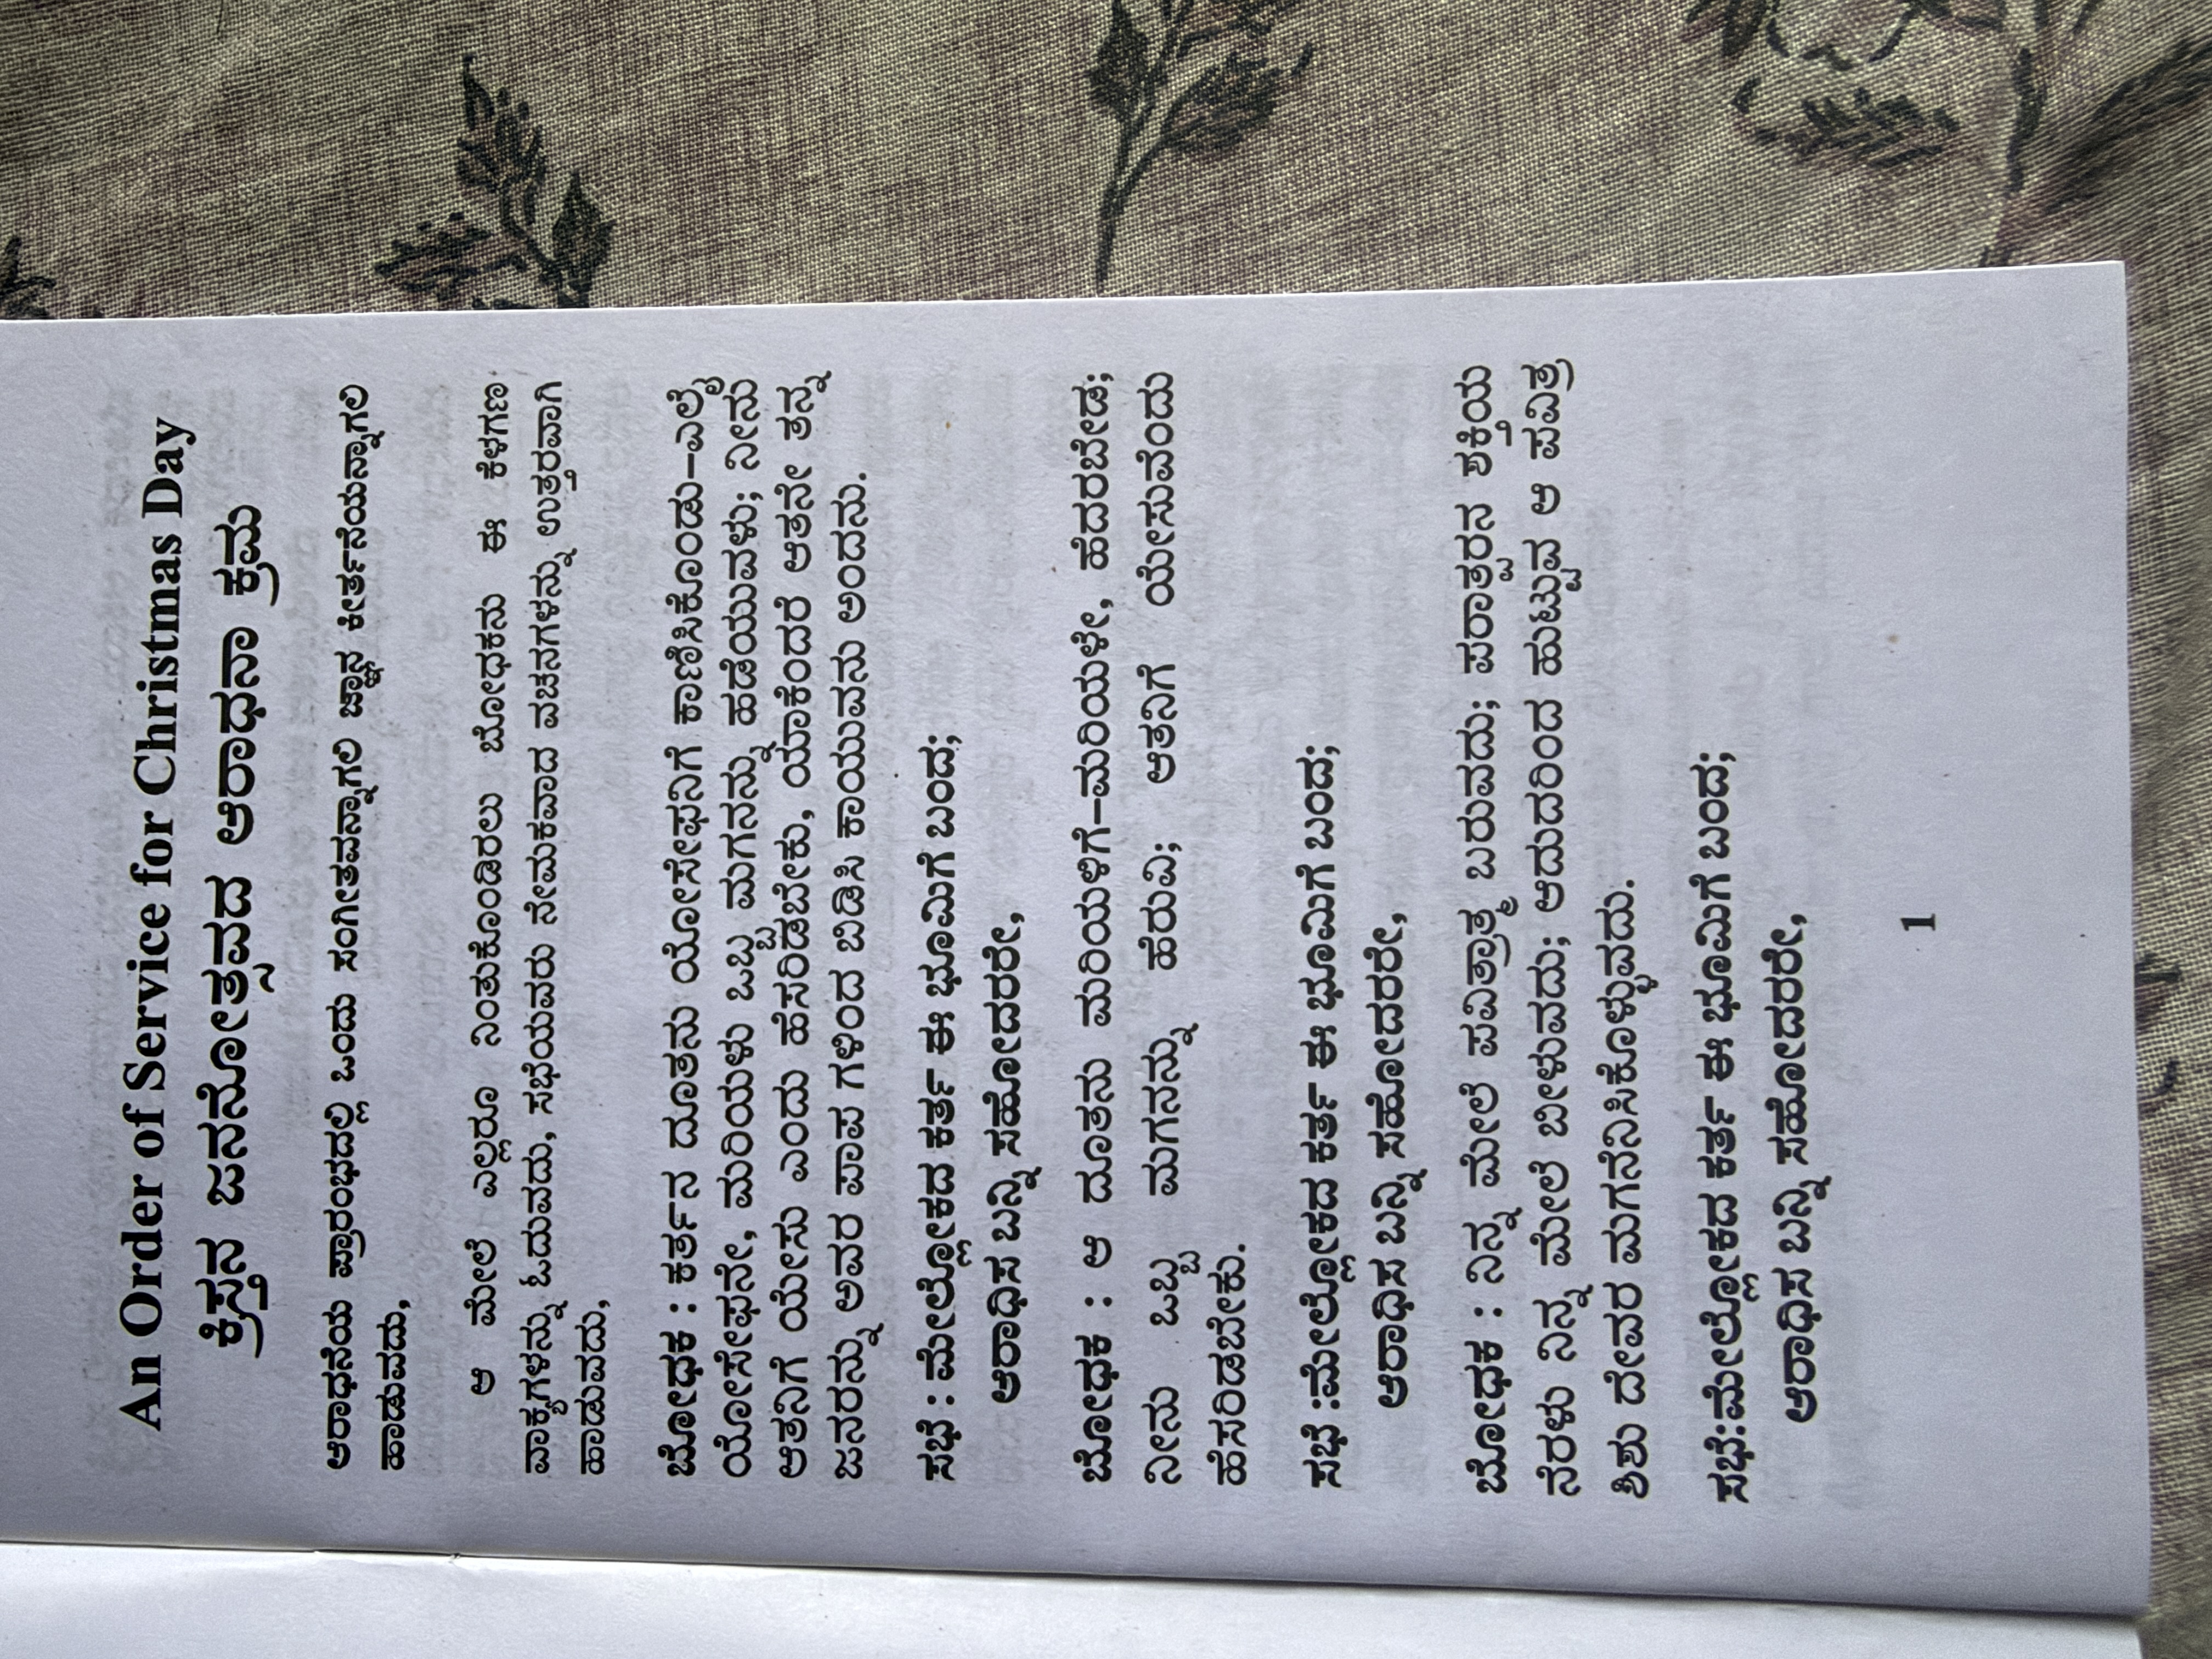 An Order of Service for Christmas Day
ಕ್ರಿಸ್ತನ ಜನನೋತ್ಸವದ ಆರಾಧನಾ ಕ್ರಮ
ಆರಾಧನೆಯ ಪ್ರಾರಂಭದಲ್ಲಿ ಒಂದು ಸಂಗೀತವನ್ನಾಗಲಿ ಜ್ಞಾನ ಕೀರ್ತನೆಯನ್ನಾಗಲಿ
ಹಾಡುವದು,
ಆ ಮೇಲೆ ಎಲ್ಲರೂ ನಿಂತುಕೊಂಡಿರಲು ಬೋಧಕನು ಈ ಕೆಳಗಣ
ವಾಕ್ಯಗಳನ್ನು ಓದುವದು, ಸಭೆಯವರು ನೇಮಕವಾದ ವಚನಗಳನ್ನು ಉತ್ತರವಾಗಿ
ಹಾಡುವದು,
ಬೋಧಕ : ಕರ್ತನ ದೂತನು ಯೋಸೇಫನಿಗೆ ಕಾಣಿಸಿಕೊಂಡು–ಎಲೈ
ಯೋಸೇಫನೇ, ಮರಿಯಳು ಒಬ್ಬ ಮಗನನ್ನು ಹಡೆಯುವಳು; ನೀನು
ಆತನಿಗೆ ಯೇಸು ಎಂದು ಹೆಸರಿಡಬೇಕು, ಯಾಕೆಂದರೆ ಆತನೇ ತನ್ನ
ಜನರನ್ನು ಅವರ ಪಾಪ ಗಳಿಂದ ಬಿಡಿಸಿ ಕಾಯುವನು ಅಂದನು.
ಸಭೆ : ಮೇಲ್ಲೋಕದ ಕರ್ತ ಈ ಭೂಮಿಗೆ ಬಂದ;
ಆರಾಧಿಸ ಬನ್ನಿ ಸಹೋದರರೇ,
ಬೋಧಕ : ಆ ದೂತನು ಮರಿಯಳಿಗೆ–ಮರಿಯಳೇ, ಹೆದರಬೇಡ;
ನೀನು ಒಬ್ಬ ಮಗನನ್ನು ಹೆರುವಿ; ಆತನಿಗೆ ಯೇಸುವೆಂದು
ಹೆಸರಿಡಬೇಕು.
ಸಭೆ :ಮೇಲ್ಲೋಕದ ಕರ್ತ ಈ ಭೂಮಿಗೆ ಬಂದ;
ಆರಾಧಿಸ ಬನ್ನಿ ಸಹೋದರರೇ,
ಬೋಧಕ : ನಿನ್ನ ಮೇಲೆ ಪವಿತ್ರಾತ್ಮ ಬರುವದು; ಪರಾತ್ಪರನ ಶಕ್ತಿಯ
ನೆರಳು ನಿನ್ನ ಮೇಲೆ ಬೀಳುವದು; ಆದುದರಿಂದ ಹುಟ್ಟುವ ಆ ಪವಿತ್ರ
ಶಿಶು ದೇವರ ಮಗನೆನಿಸಿಕೊಳ್ಳುವದು.
ಸಭೆ:ಮೇಲ್ಲೋಕದ ಕರ್ತ ಈ ಭೂಮಿಗೆ ಬಂದ;
ಆರಾಧಿಸ ಬನ್ನಿ ಸಹೋದರರೇ,
1